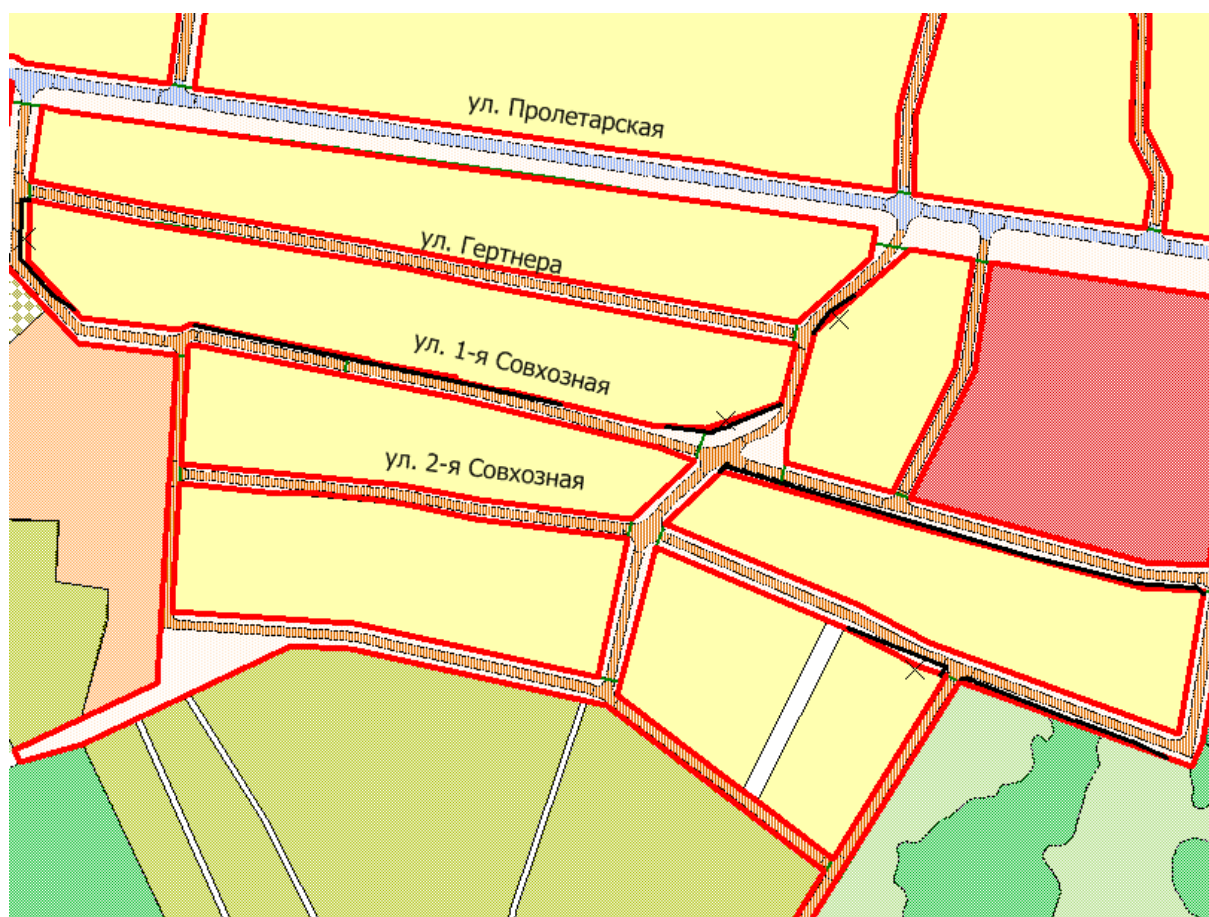 ул. Пролетарская
ул. Гертнера
ул. 1-я Совхозная
ул. 2-я Совхозная